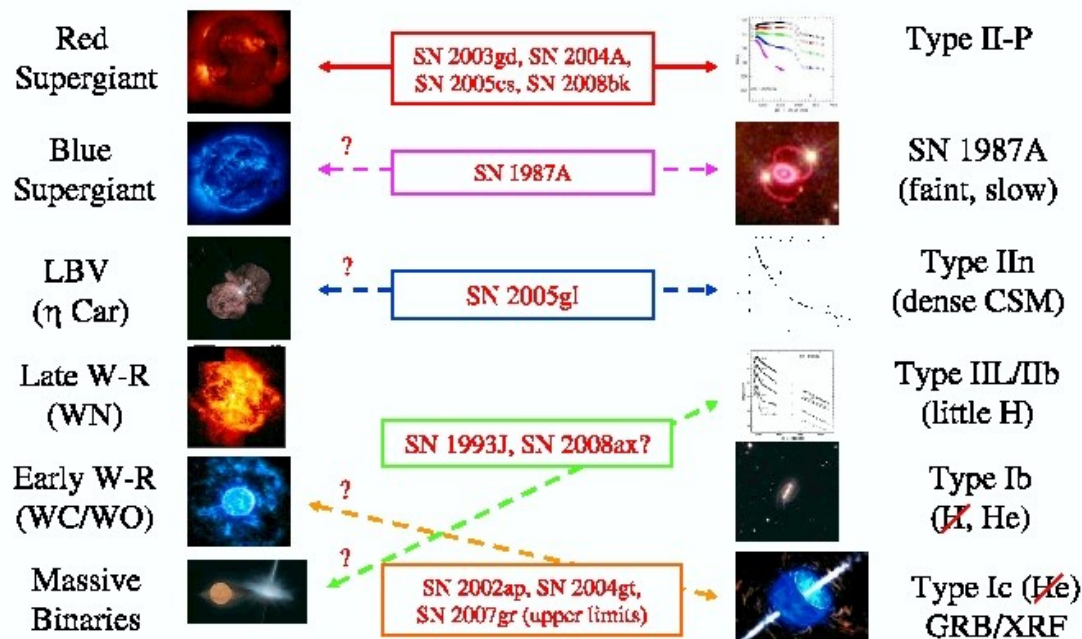 Red
Supergiant
SN 2003gd, SN 2004A,
SN 2005cs, SN 2008bk
Type II-P
Blue
Supergiant
?
SN 1987A
SN 1987A
(faint, slow)
LBV
(η Car)
?
SN 2005gl
Type IIn
(dense CSM)
Late W-R
(WN)
Type IIL/IIb
(little H)
SN 1993J, SN 2008ax?
Early W-R
(WC/WO)
?
Type Ib
(H, He)
Massive
Binaries
?
SN 2002ap, SN 2004gt,
SN 2007gr (upper limits)
Type Ic (He)
GRB/XRF